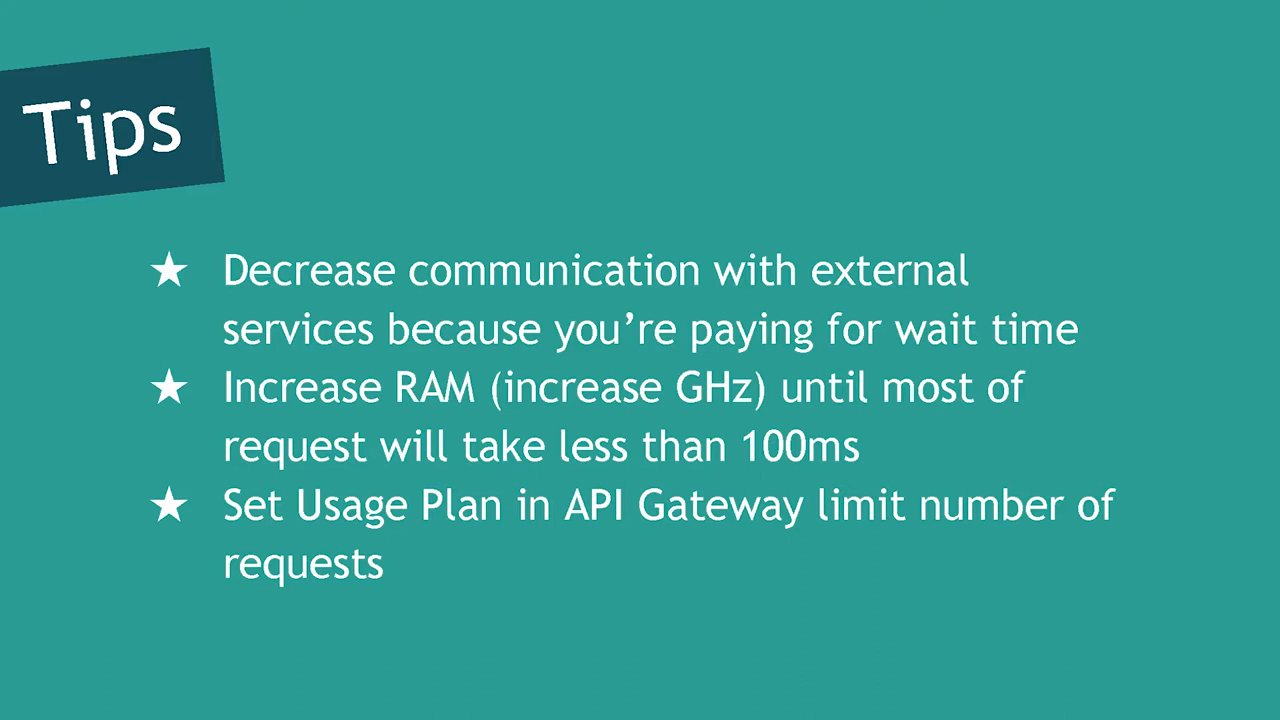 Tips
★ Decrease communication with external
services because you’re paying for wait time
★ Increase RAM (increase GHz) until most of
request will take less than 100ms
★ Set Usage Plan in API Gateway limit number of
requests